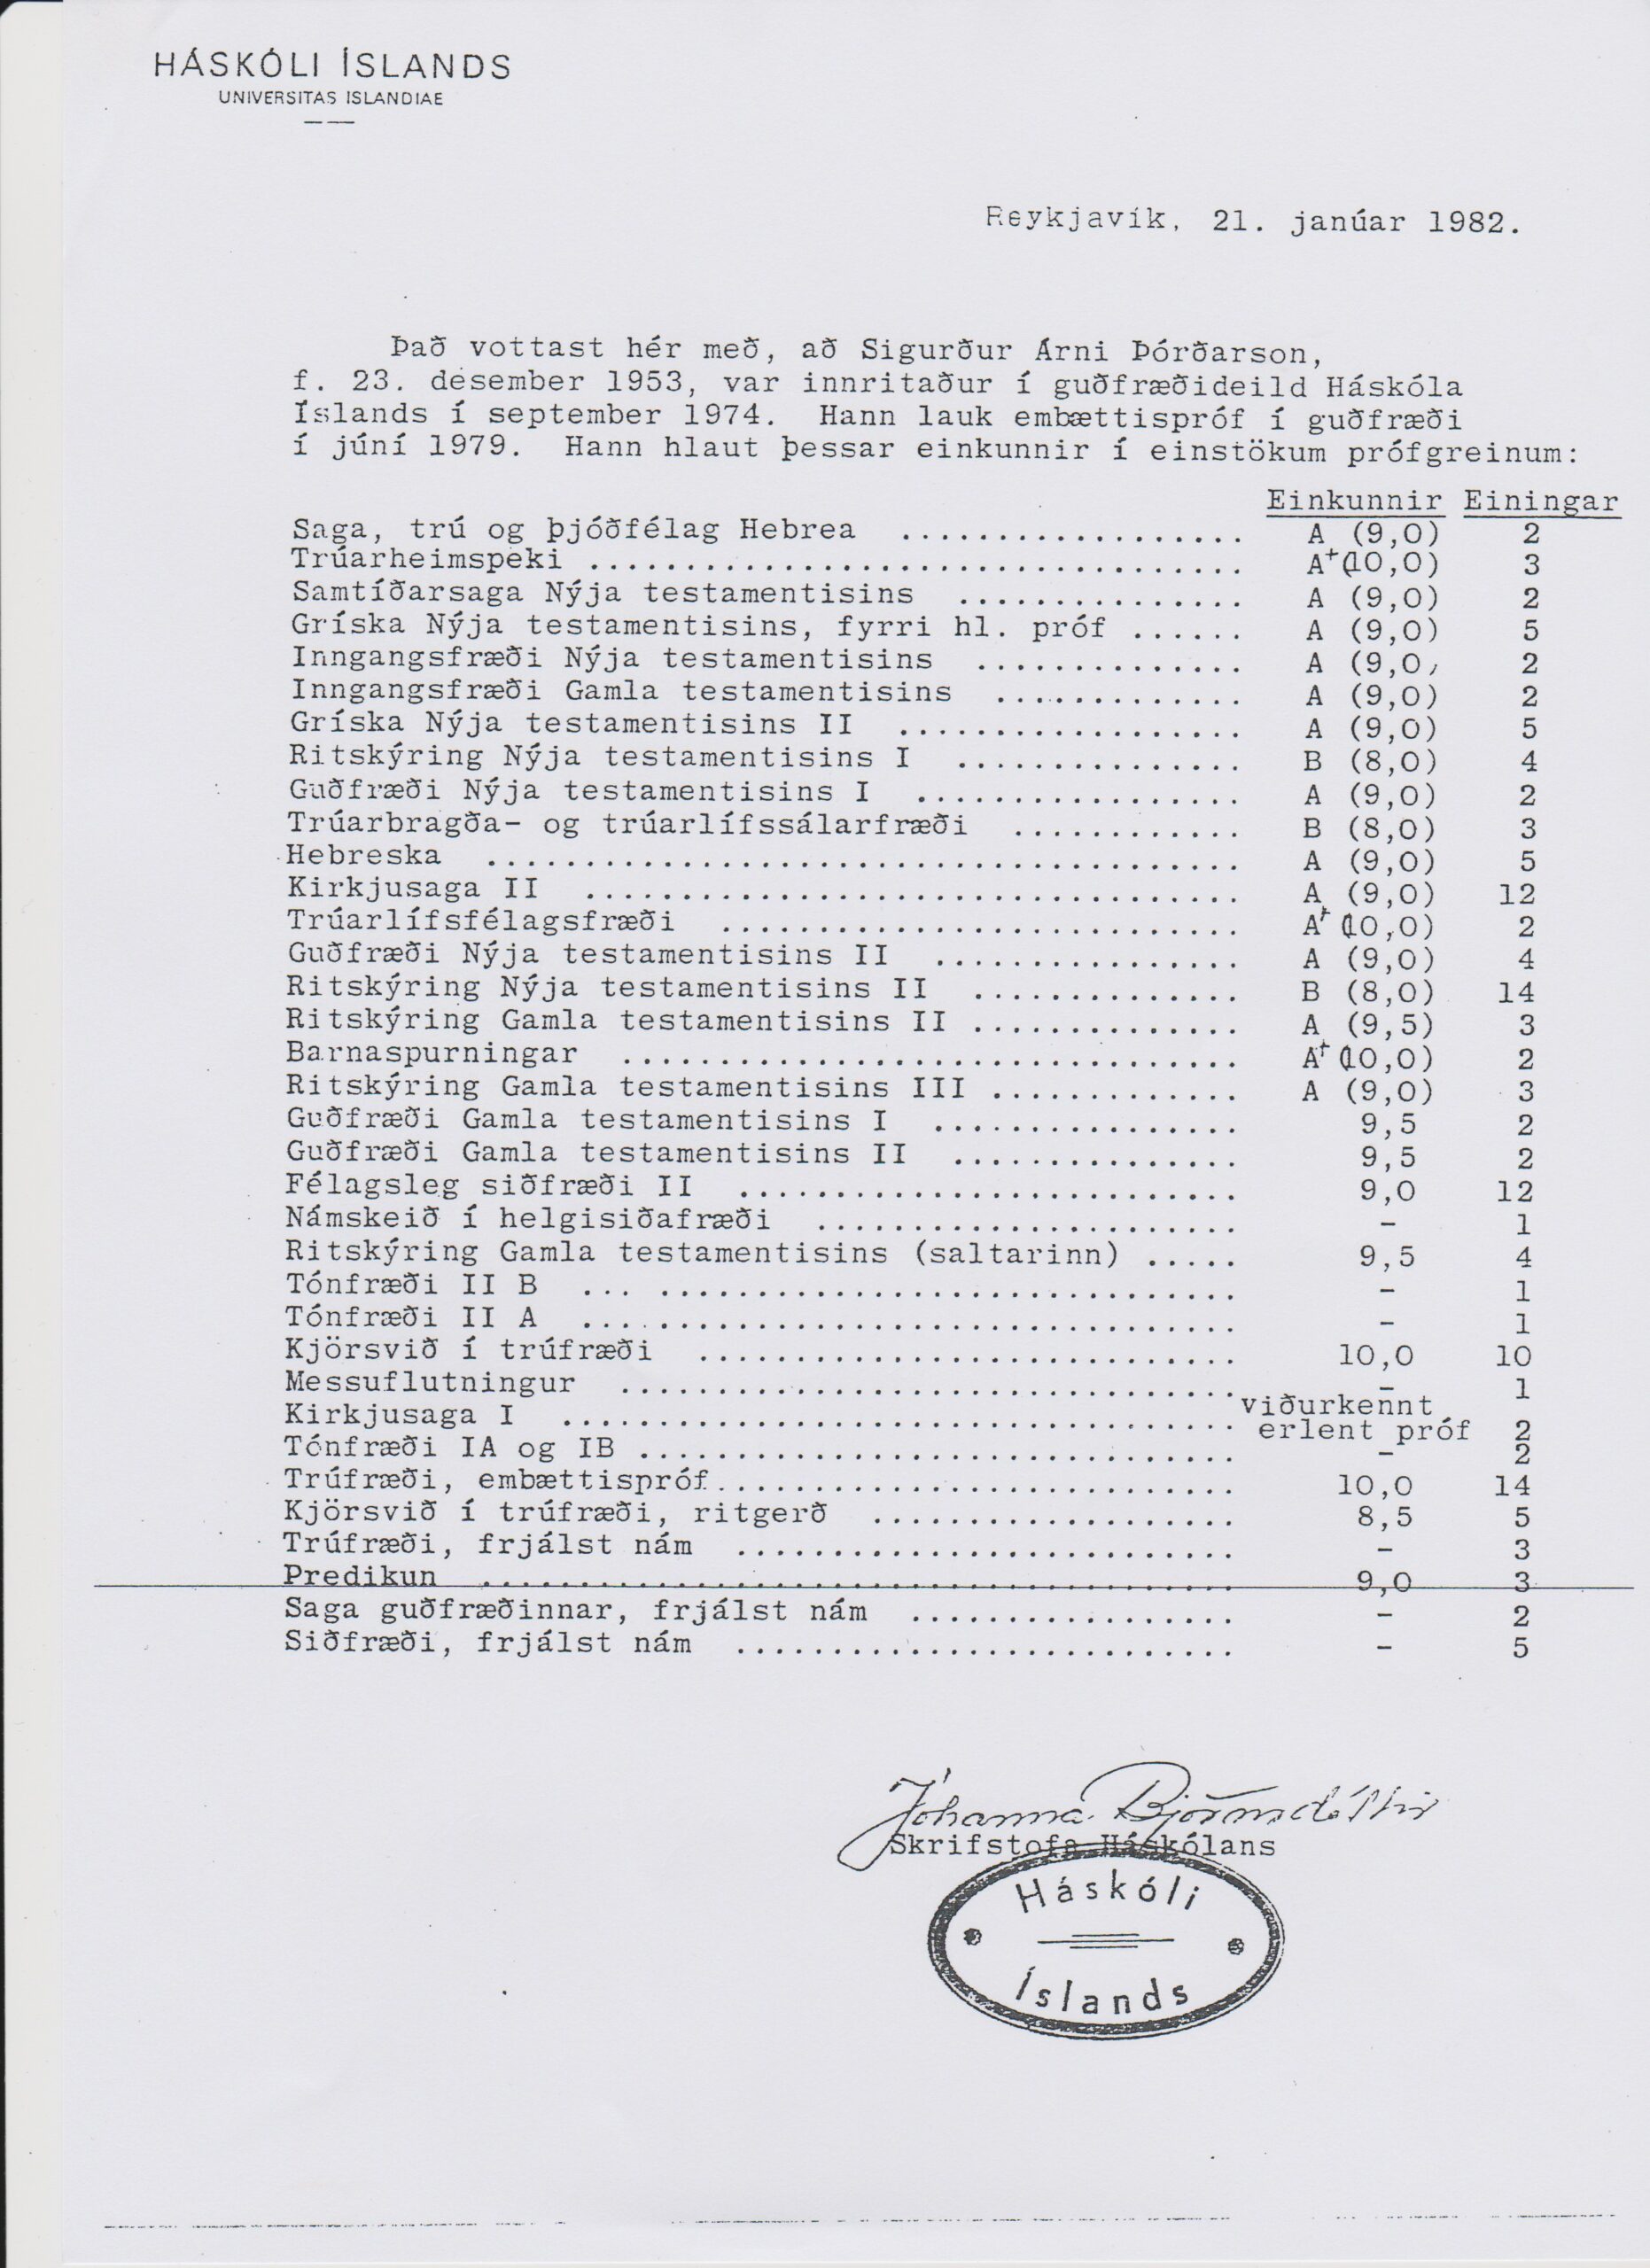 HÁSKÓLI ÍSLANDS
UNIVERSITAS ISLANDIAE
Reykjavík, 21. janúar 1982.
Það vottast hér með, að Sigurður Árni Þórðarson,
f. 23. desember 1953, var innritaður í guðfræðideild Háskóla
Íslands í september 1974. Hann lauk embættispróf í guðfræði
í júní 1979. Hann hlaut þessar einkunnir í einstökum prófgreinum:
Einkunnir Einingar
Saga, trú og þjóðfélag Hebrea .................. A (9,0) 2
Trúarheimspeki .................................. A+(10,0) 3
Samtíðarsaga Nýja testamentisins ............... A (9,0) 2
Gríska Nýja testamentisins, fyrri hl. próf ...... A (9,0) 5
Inngangsfræði Nýja testamentisins .............. A (9,0, 2
Inngangsfræði Gamla testamentisins ............. A (9,0) 2
Gríska Nýja testamentisins II .................. A (9,0) 5
Ritskýring Nýja testamentisins I ............... B (8,0) 4
Guðfræði Nýja testamentisins I ................. A (9,0) 2
Trúarbragða- og trúarlífssálarfræði ............ B (8,0) 3
Hebreska ....................................... A (9,0) 5
Kirkjusaga II .................................. A (9,0) 12
Trúarlífsfélagsfræði ........................... A+(10,0) 2
Guðfræði Nýja testamentisins II ................ A (9,0) 4
Ritskýring Nýja testamentisins II .............. B (8,0) 14
Ritskýring Gamla testamentisins II .............. A (9,5) 3
Barnaspurningar ................................ A+(10,0) 2
Ritskýring Gamla testamentisins III ............. A (9,0) 3
Guðfræði Gamla testamentisins I ................ 9,5 2
Guðfræði Gamla testamentisins II ............... 9,5 2
Félagsleg siðfræði II .......................... 9,0 12
Námskeið í helgisiðafræði ...................... - 1
Ritskýring Gamla testamentisins (saltarinn) ..... 9,5 4
Tónfræði II B ... .............................. - 1
Tónfræði II A .................................. - 1
Kjörsvið í trúfræði ............................ 10,0 10
Messuflutningur ................................ - 1
Kirkjusaga I ................................... viðurkennt
erlent próf 2
Tónfræði IA og IB ............................... - 2
Trúfræði, embættispróf........................... 10,0 14
Kjörsvið í trúfræði, ritgerð ................... 8,5 5
Trúfræði, frjálst nám .......................... - 3
Predikun ....................................... 9,0 3
Saga guðfræðinnar, frjálst nám ................. - 2
Siðfræði, frjálst nám .......................... - 5
Jóhanna Björnsdóttir
Skrifstofa Háskólans
Háskóli
Íslands